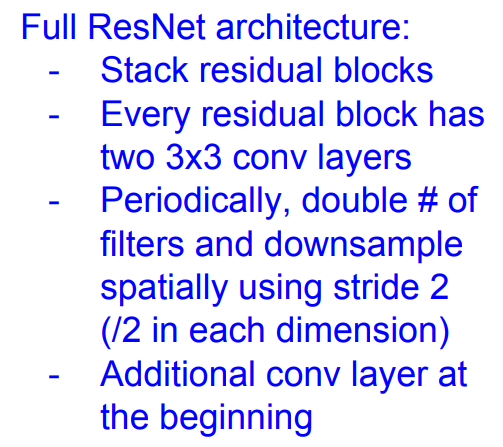 Full ResNet architecture:
- Stack residual blocks
- Every residual block has
two 3x3 conv layers
- Periodically, double # of
filters and downsample
spatially using stride 2
(/2 in each dimension)
- Additional conv layer at
the beginning